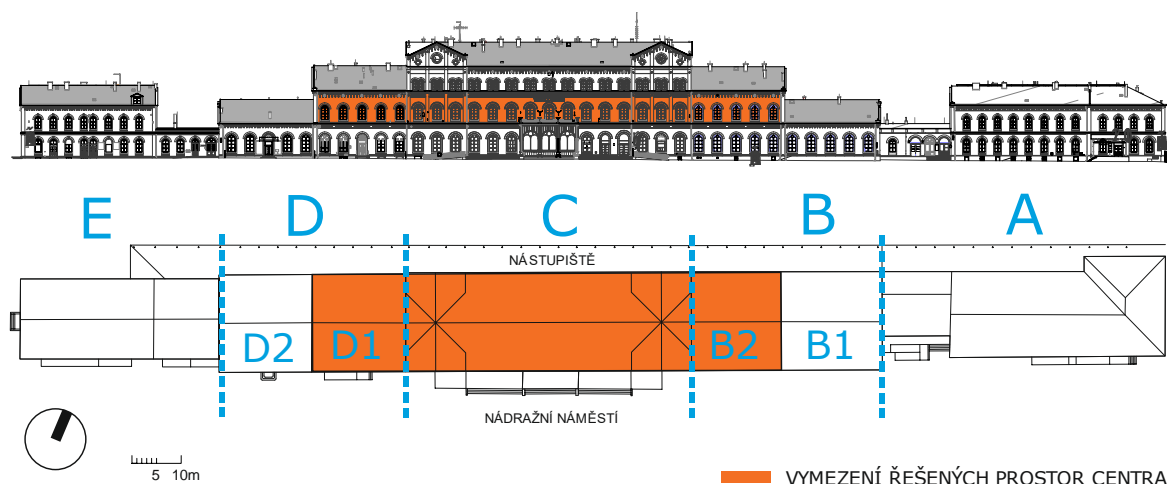 E D C B A
NÁSTUPIŠTĚ
D2 D1 B2 B1
NÁDRAŽNÍ NÁMĚSTÍ
5 10m
VYMEZENÍ ŘEŠENÝCH PROSTOR CENTRA